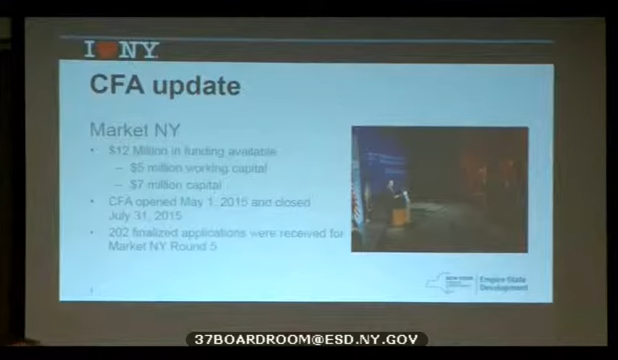 I ❤ NY
CFA update
Market NY
• $12 Million in funding available
– $5 million working capital
– $7 million capital
• CFA opened May 1, 2015 and closed
July 31, 2015
• 202 finalized applications were received for
Market NY Round 5
Empire State
Development
37BOARDROOM@ESD.NY.GOV